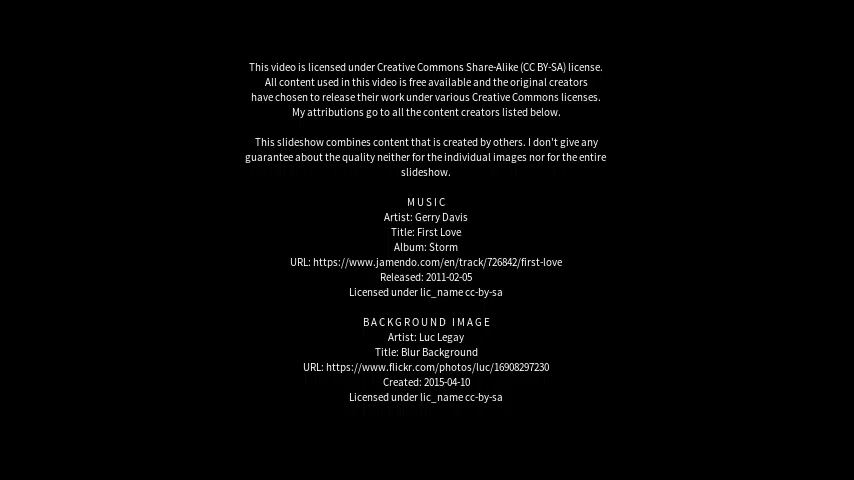 This video is licensed under Creative Commons Share-Alike (CC BY-SA) license.
All content used in this video is free available and the original creators
have chosen to release their work under various Creative Commons licenses.
My attributions go to all the content creators listed below.
This slideshow combines content that is created by others. I don't give any
guarantee about the quality neither for the individual images nor for the entire
slideshow.
MUSIC
Artist: Gerry Davis
Title: First Love
Album: Storm
URL: https://www.jamendo.com/en/track/726842/first-love
Released: 2011-02-05
Licensed under lic_name cc-by-sa
BACKGROUND IMAGE
Artist: Luc Legay
Title: Blur Background
URL: https://www.flickr.com/photos/luc/16908297230
Created: 2015-04-10
Licensed under lic_name cc-by-sa